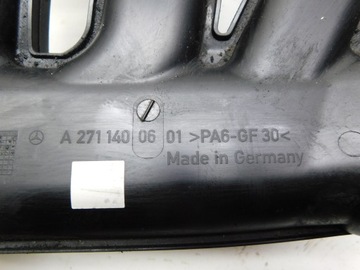 A 271 140 06 01 >PA6-GF 30<
Made in Germany